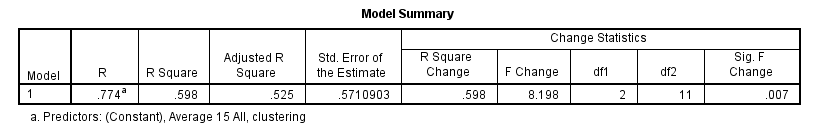 Model Summary
Change Statistics
Model R R Square Adjusted R Square Std. Error of the Estimate R Square Change F Change df1 df2 Sig. F Change
1 .774a .598 .525 .5710903 .598 8.198 2 11 .007
a. Predictors: (Constant), Average 15 All, clustering